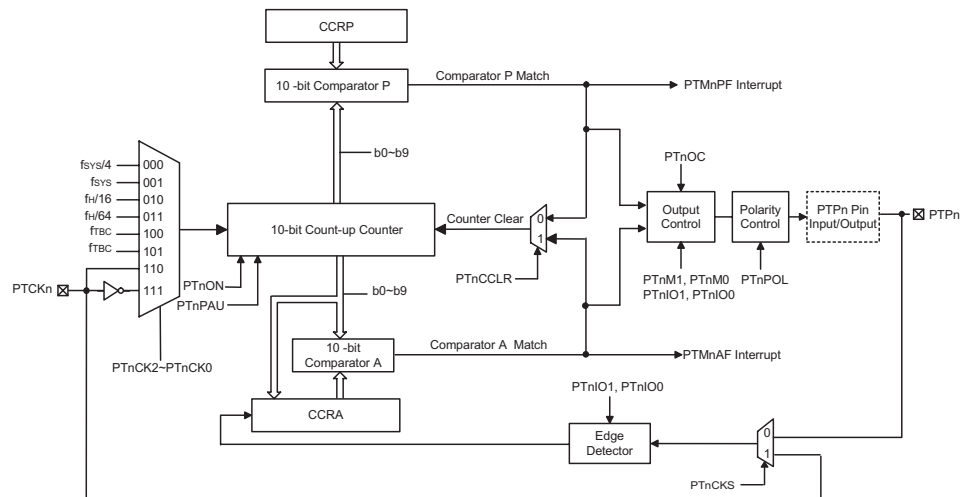 CCRP
10 -bit Comparator P
Comparator P Match
PTMnPF Interrupt
b0~b9
fSYS/4
fSYS
fH/16
fH/64
fTBC
fTBC
000
001
010
011
100
101
110
111
PTCKn
PTnCK2~PTnCK0
10-bit Count-up Counter
PTnON
PTnPAU
Counter Clear
0
1
PTnCCLR
PTnOC
Output
Control
PTnM1, PTnM0
PTnIO1, PTnIO0
Polarity
Control
PTnPOL
PTPn Pin
Input/Output
PTPn
b0~b9
10 -bit
Comparator A
Comparator A Match
PTMnAF Interrupt
CCRA
PTnIO1, PTnIO0
Edge
Detector
0
1
PTnCKS